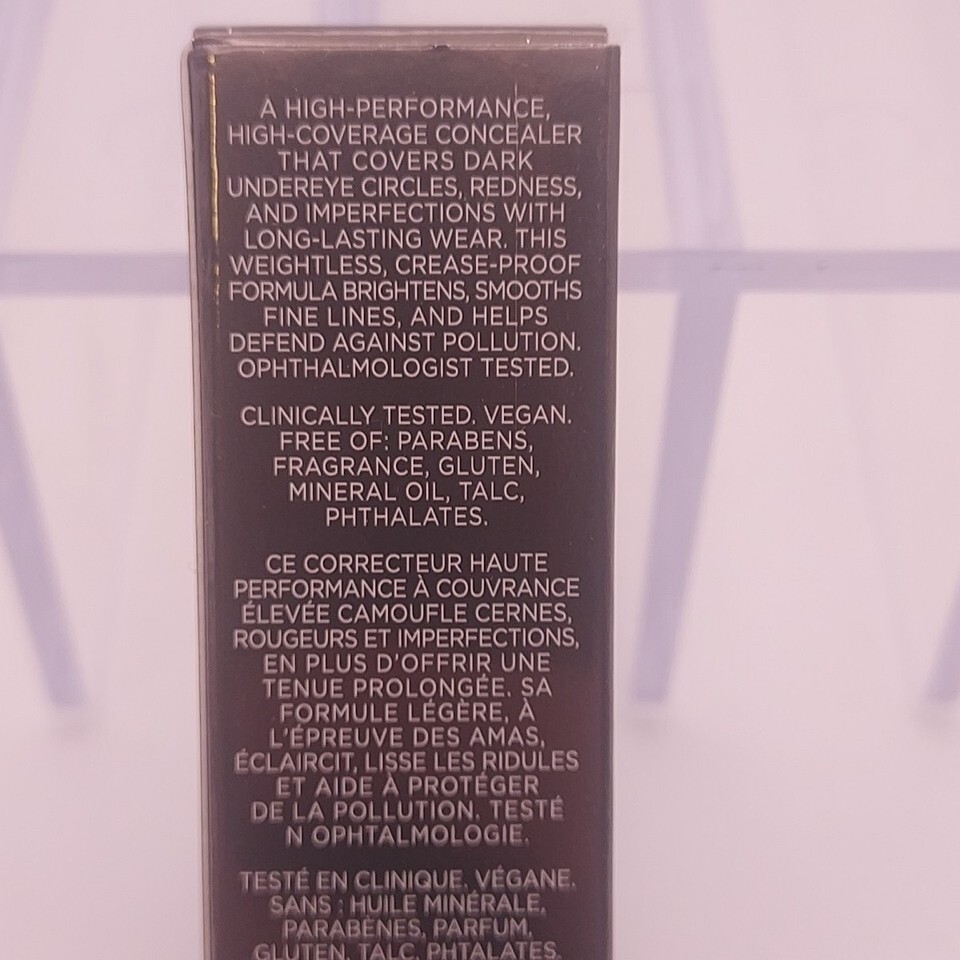 A HIGH-PERFORMANCE,
HIGH-COVERAGE CONCEALER
THAT COVERS DARK
UNDEREYE CIRCLES, REDNESS,
AND IMPERFECTIONS WITH
LONG-LASTING WEAR. THIS
WEIGHTLESS, CREASE-PROOF
FORMULA BRIGHTENS, SMOOTHS
FINE LINES, AND HELPS
DEFEND AGAINST POLLUTION.
OPHTHALMOLOGIST TESTED.
CLINICALLY TESTED. VEGAN.
FREE OF: PARABENS,
FRAGRANCE, GLUTEN,
MINERAL OIL, TALC,
PHTHALATES.
CE CORRECTEUR HAUTE
PERFORMANCE À COUVRANCE
ÉLEVÉE CAMOUFLE CERNES,
ROUGEURS ET IMPERFECTIONS,
EN PLUS D'OFFRIR UNE
TENUE PROLONGÉE. SA
FORMULE LÉGÈRE, À
L'ÉPREUVE DES AMAS,
ÉCLAIRCIT, LISSE LES RIDULES
ET AIDE À PROTÉGER
DE LA POLLUTION. TESTÉ
N OPHTALMOLOGIE.
TESTÉ EN CLINIQUE. VÉGANE.
SANS : HUILE MINÉRALE,
PARABÈNES, PARFUM,
GLUTEN, TALC, PHTALATES.